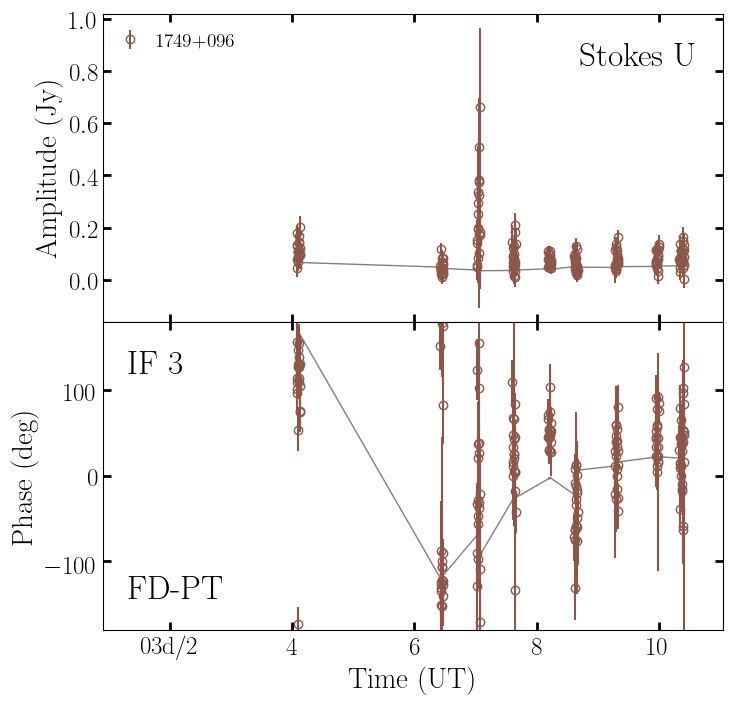 1749+096
Stokes U
1.0
0.8
0.6
0.4
0.2
0.0
Amplitude (Jy)
IF 3
FD-PT
100
0
−100
Phase (deg)
03d/2
4
6
8
10
Time (UT)